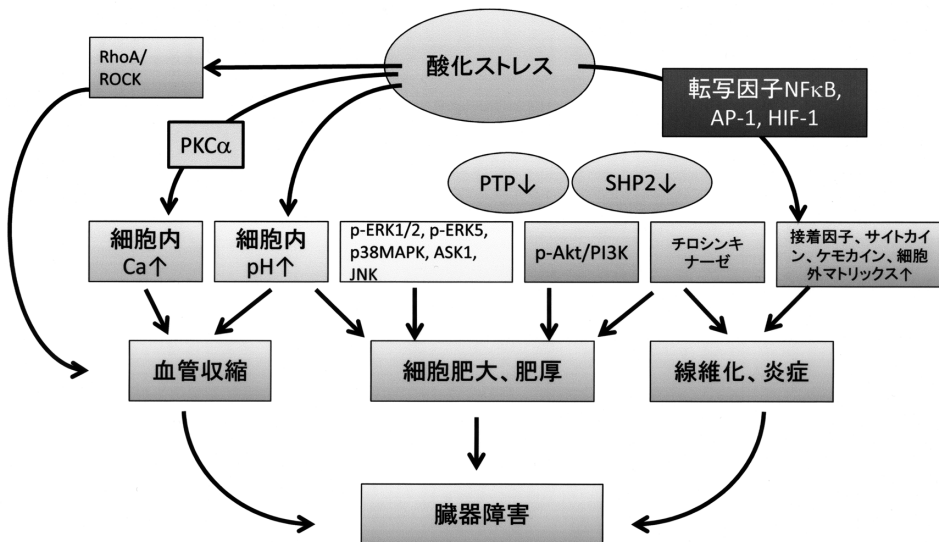 酸化ストレス
RhoA/
ROCK
転写因子NFκB,
AP-1, HIF-1
PKCα
PTP↓
SHP2↓
細胞内
Ca↑
細胞内
pH↑
p-ERK1/2, p-ERK5,
p38MAPK, ASK1,
JNK
p-Akt/PI3K
チロシンキ
ナーゼ
接着因子、サイトカイ
ン、ケモカイン、細胞
外マトリックス↑
血管収縮
細胞肥大、肥厚
線維化、炎症
臓器障害